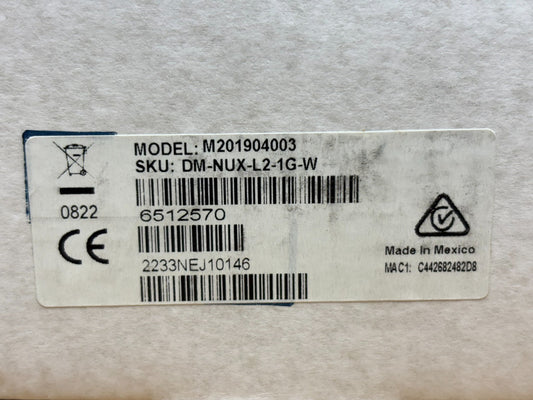 MODEL: M201904003
SKU: DM-NUX-L2-1G-W
0822
6512570
CE
2233NEJ10146
Made In Mexico
MAC1: C442682482D8